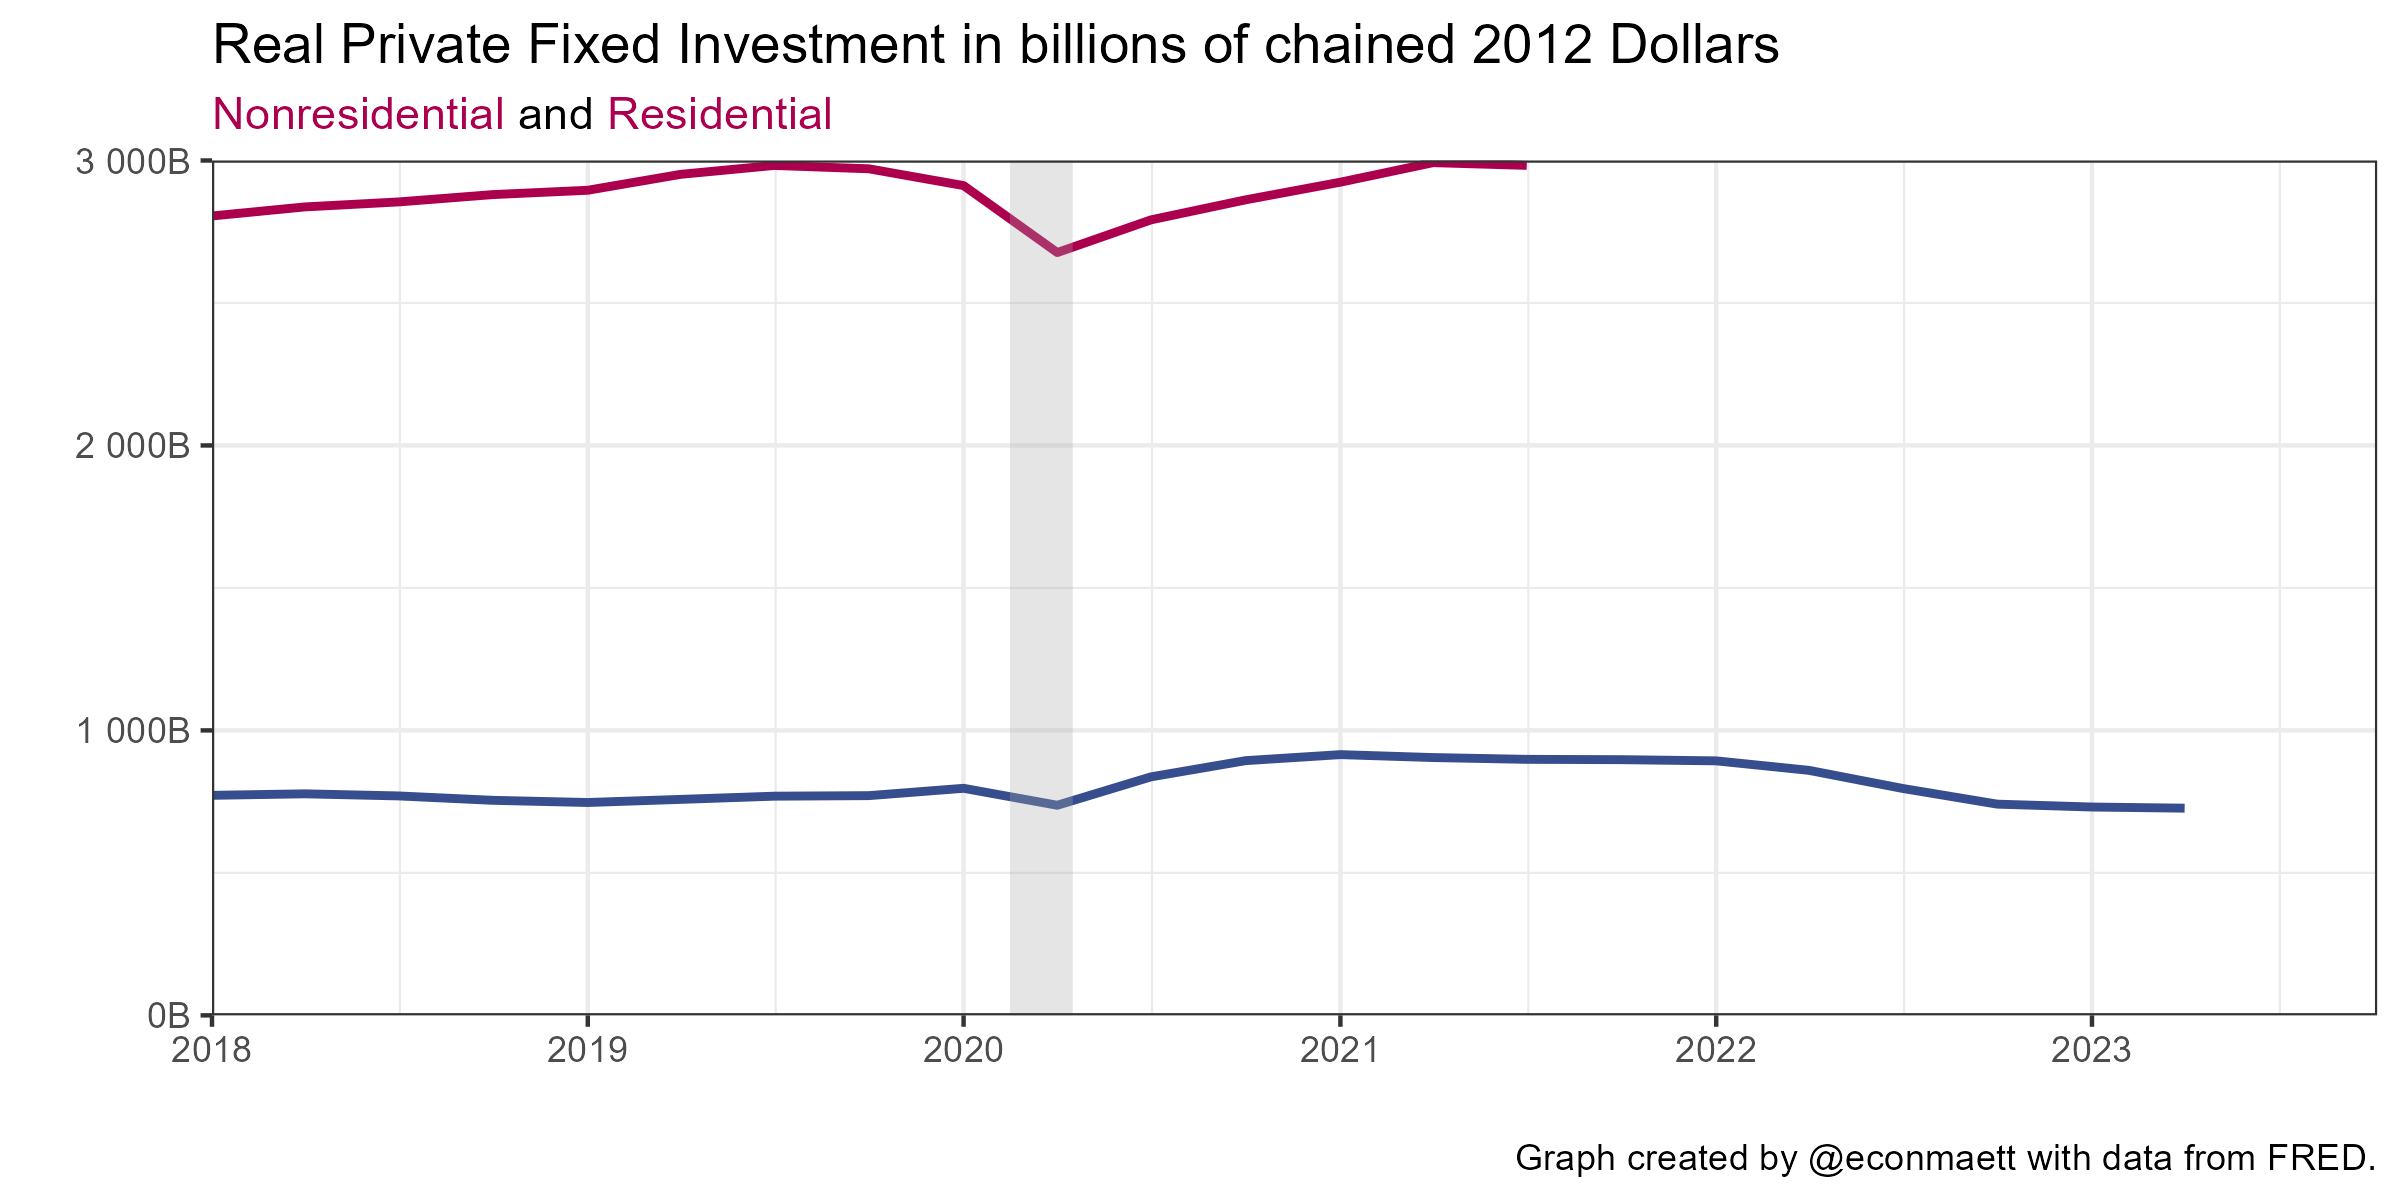 Real Private Fixed Investment in billions of chained 2012 Dollars
Nonresidential and Residential
3 000B
2 000B
1 000B
0B
2018 2019 2020 2021 2022 2023
Graph created by @econmaett with data from FRED.